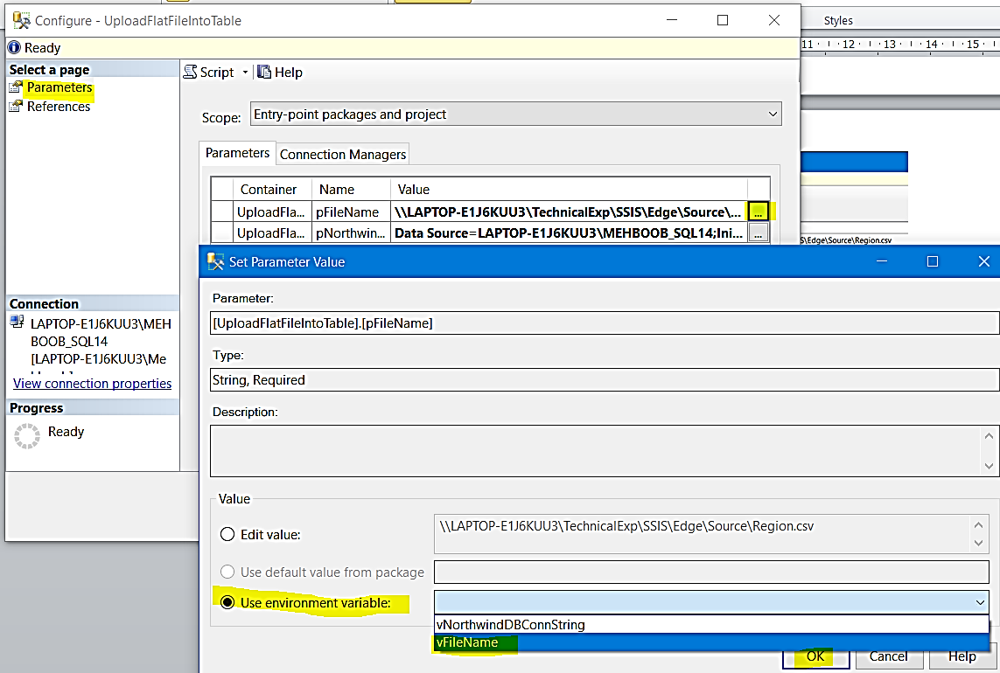 Configure - UploadFlatFileIntoTable
Styles
Ready
11 · 12 · 13 · 14 · 15
Select a page
Parameters
References
Script
Help
Scope:
Entry-point packages and project
Parameters
Connection Managers
Container
Name
Value
UploadFla...
pFileName
\\LAPTOP-E1J6KUU3\TechnicalExp\SSIS\Edge\Source\...
...
UploadFla...
pNorthwin...
Data Source=LAPTOP-E1J6KUU3\MEHBOOB_SQL14;Ini...
...
\Edge\Source\Region.csv
Set Parameter Value
Parameter:
[UploadFlatFileIntoTable].[pFileName]
Type:
String, Required
Description:
Connection
LAPTOP-E1J6KUU3\MEH
BOOB_SQL14
[LAPTOP-E1J6KUU3\Me
View connection properties
Progress
Ready
Value
Edit value:
\\LAPTOP-E1J6KUU3\TechnicalExp\SSIS\Edge\Source\Region.csv
Use default value from package
Use environment variable:
vNorthwindDBConnString
vFileName
OK
Cancel
Help